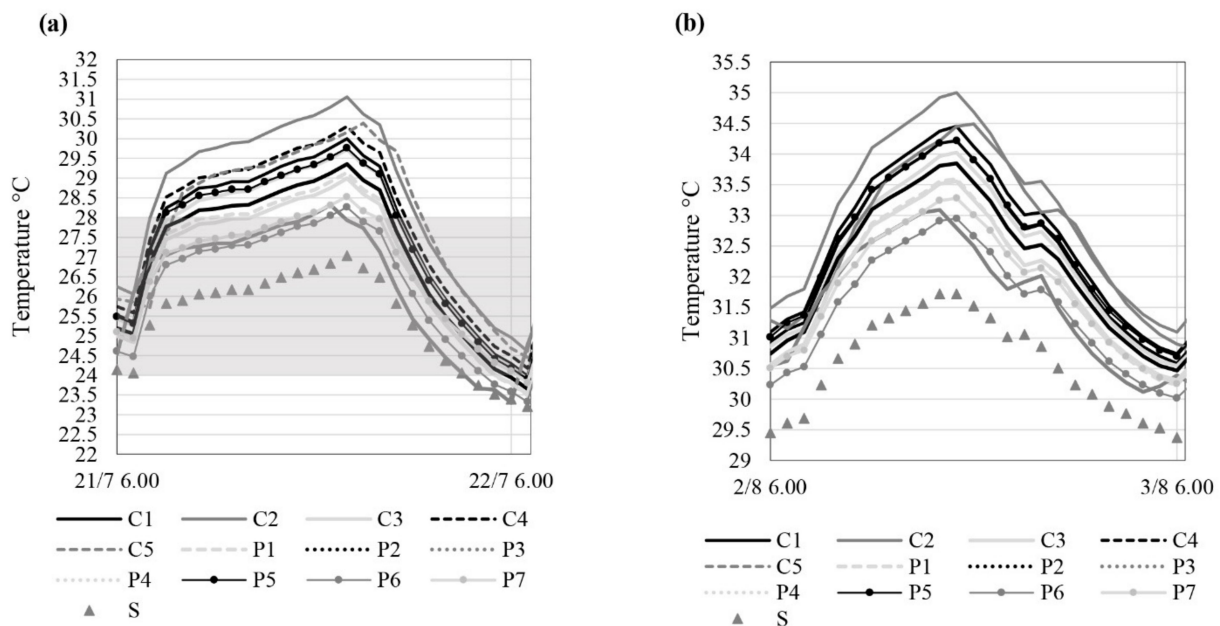 (a)
Temperature °C
32
31.5
31
30.5
30
29.5
29
28.5
28
27.5
27
26.5
26
25.5
25
24.5
24
23.5
23
22.5
22
21/7 6.00 22/7 6.00
C1 C2 C3 C4
C5 P1 P2 P3
P4 P5 P6 P7
S
(b)
Temperature °C
35.5
35
34.5
34
33.5
33
32.5
32
31.5
31
30.5
30
29.5
29
2/8 6.00 3/8 6.00
C1 C2 C3 C4
C5 P1 P2 P3
P4 P5 P6 P7
S